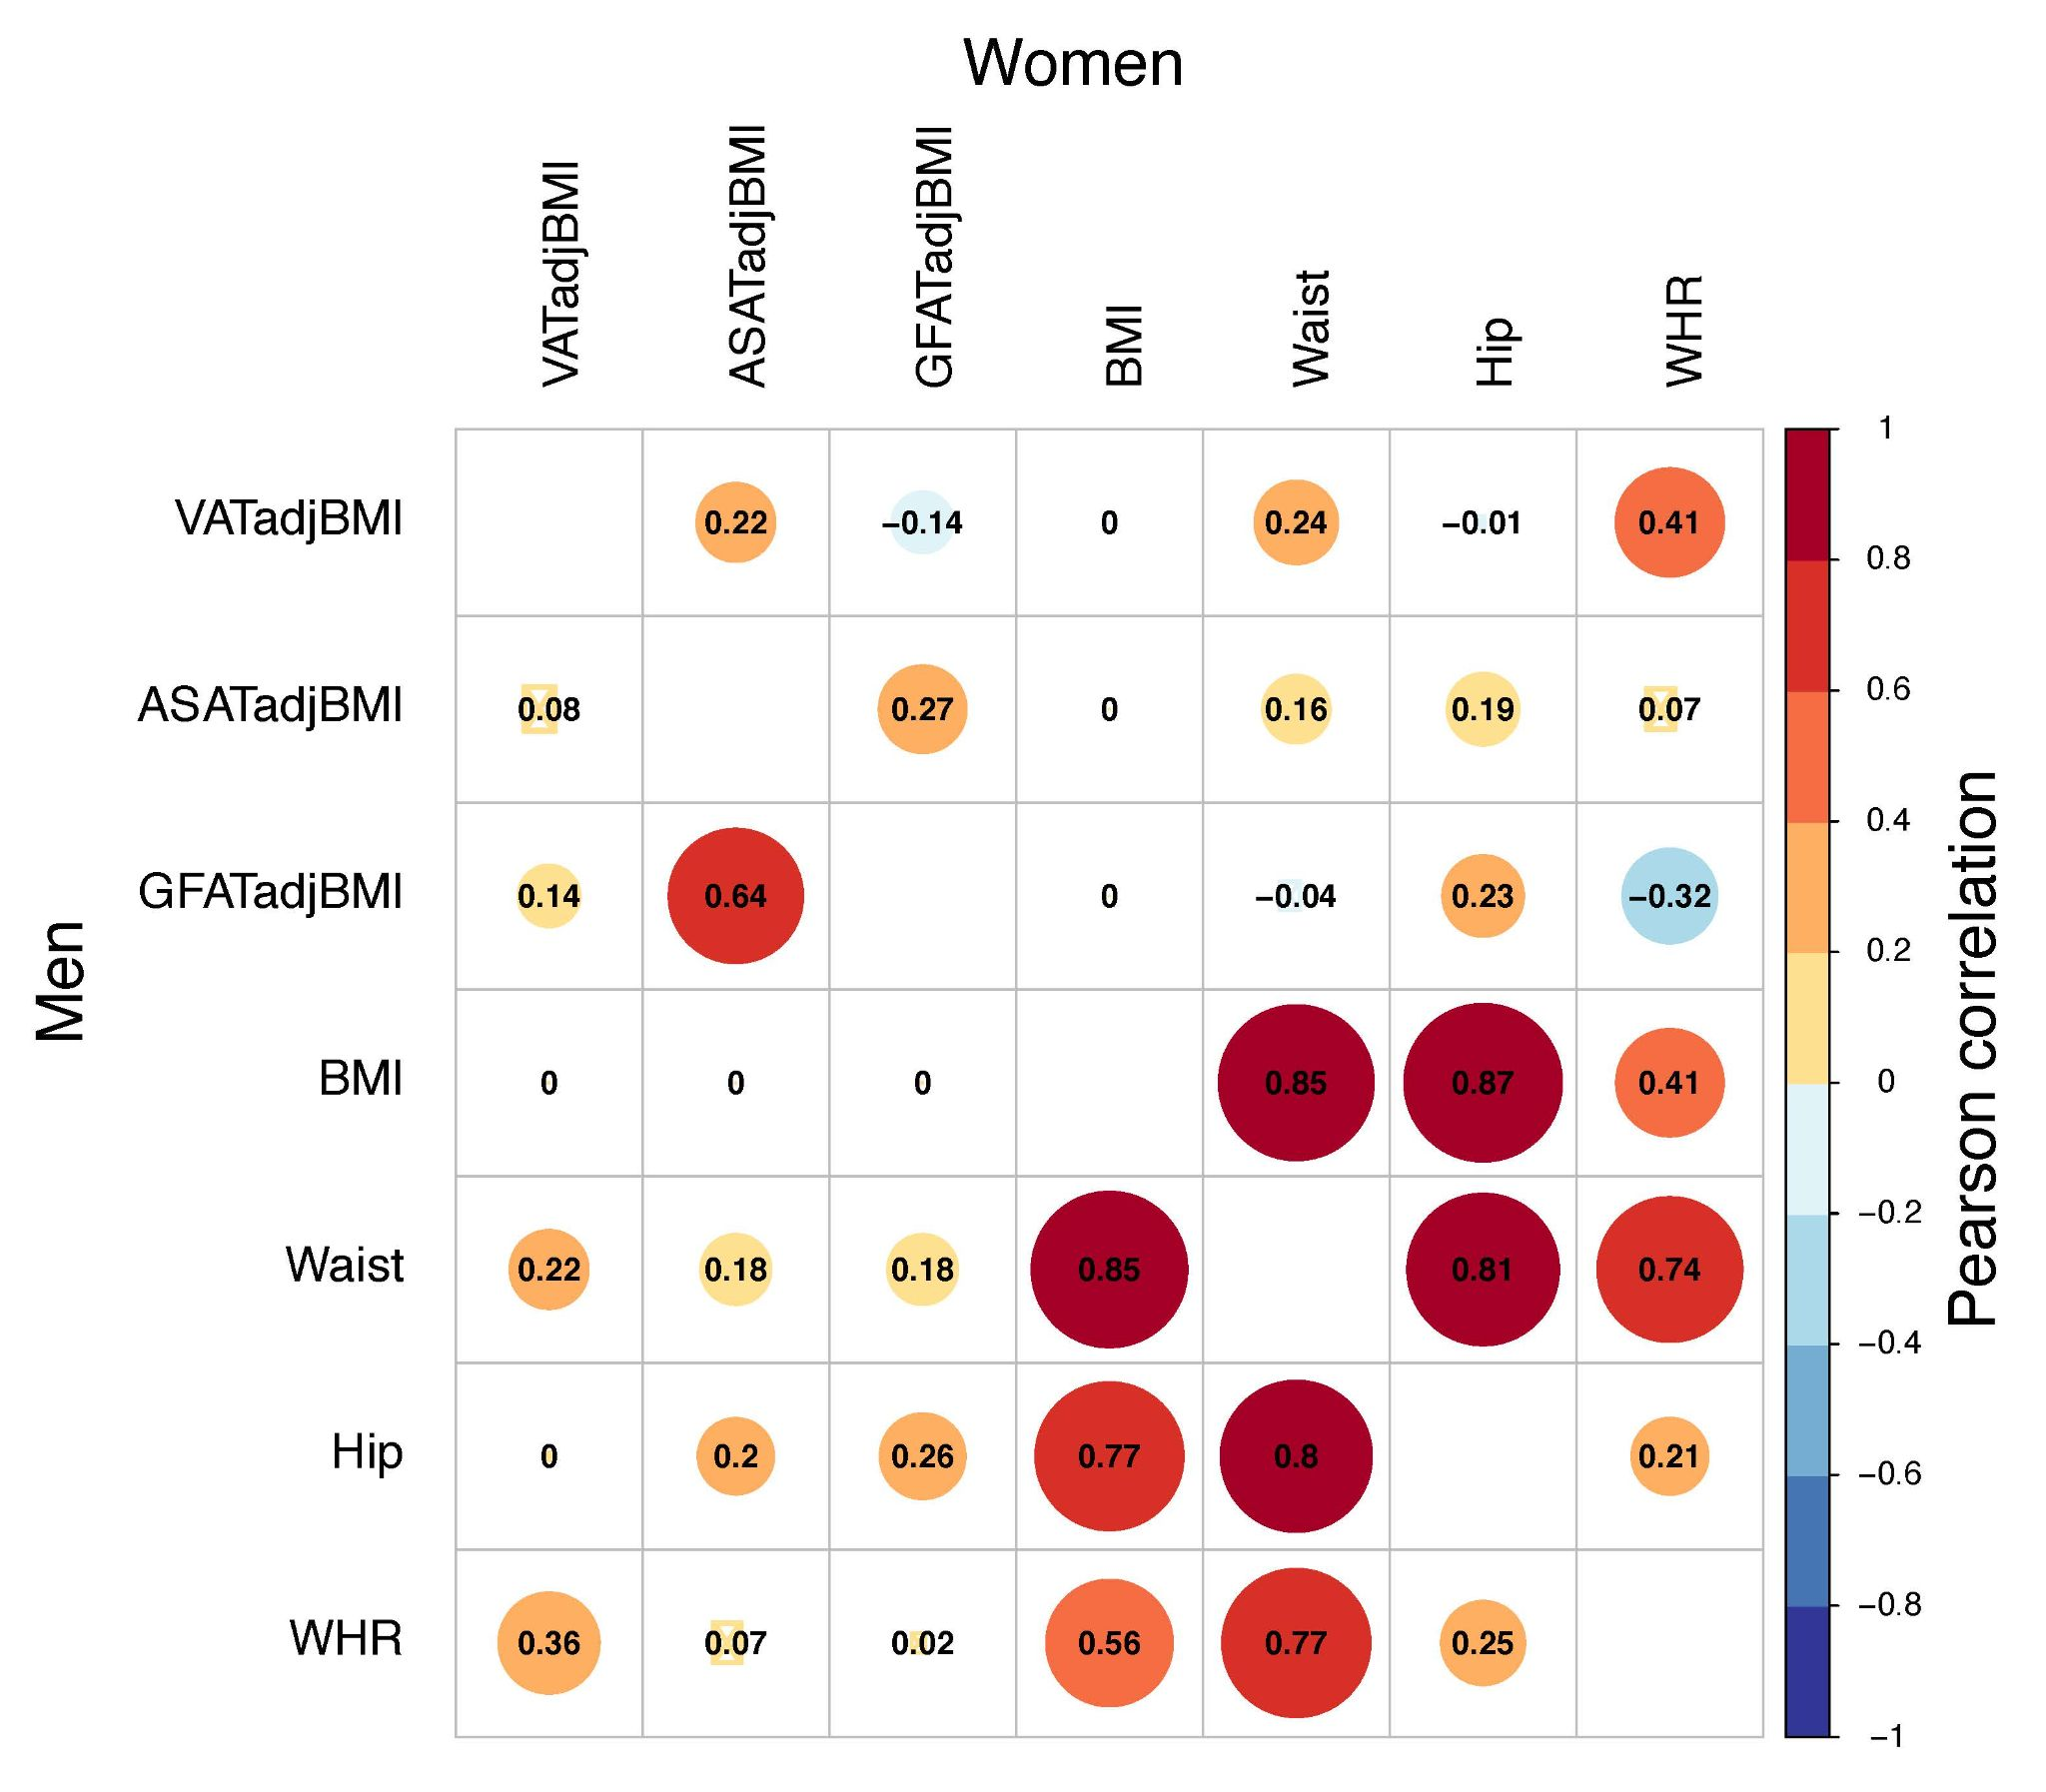 Women
VATadjBMI
ASATadjBMI
GFATadjBMI
BMI
Waist
Hip
WHR
Men
VATadjBMI 0.22 −0.14 0 0.24 −0.01 0.41
ASATadjBMI 0.08 0.27 0 0.16 0.19 0.07
GFATadjBMI 0.14 0.64 0 −0.04 0.23 −0.32
BMI 0 0 0 0.85 0.87 0.41
Waist 0.22 0.18 0.18 0.85 0.81 0.74
Hip 0 0.2 0.26 0.77 0.8 0.21
WHR 0.36 0.07 0.02 0.56 0.77 0.25
1
0.8
0.6
0.4
0.2
0
−0.2
−0.4
−0.6
−0.8
−1
Pearson correlation